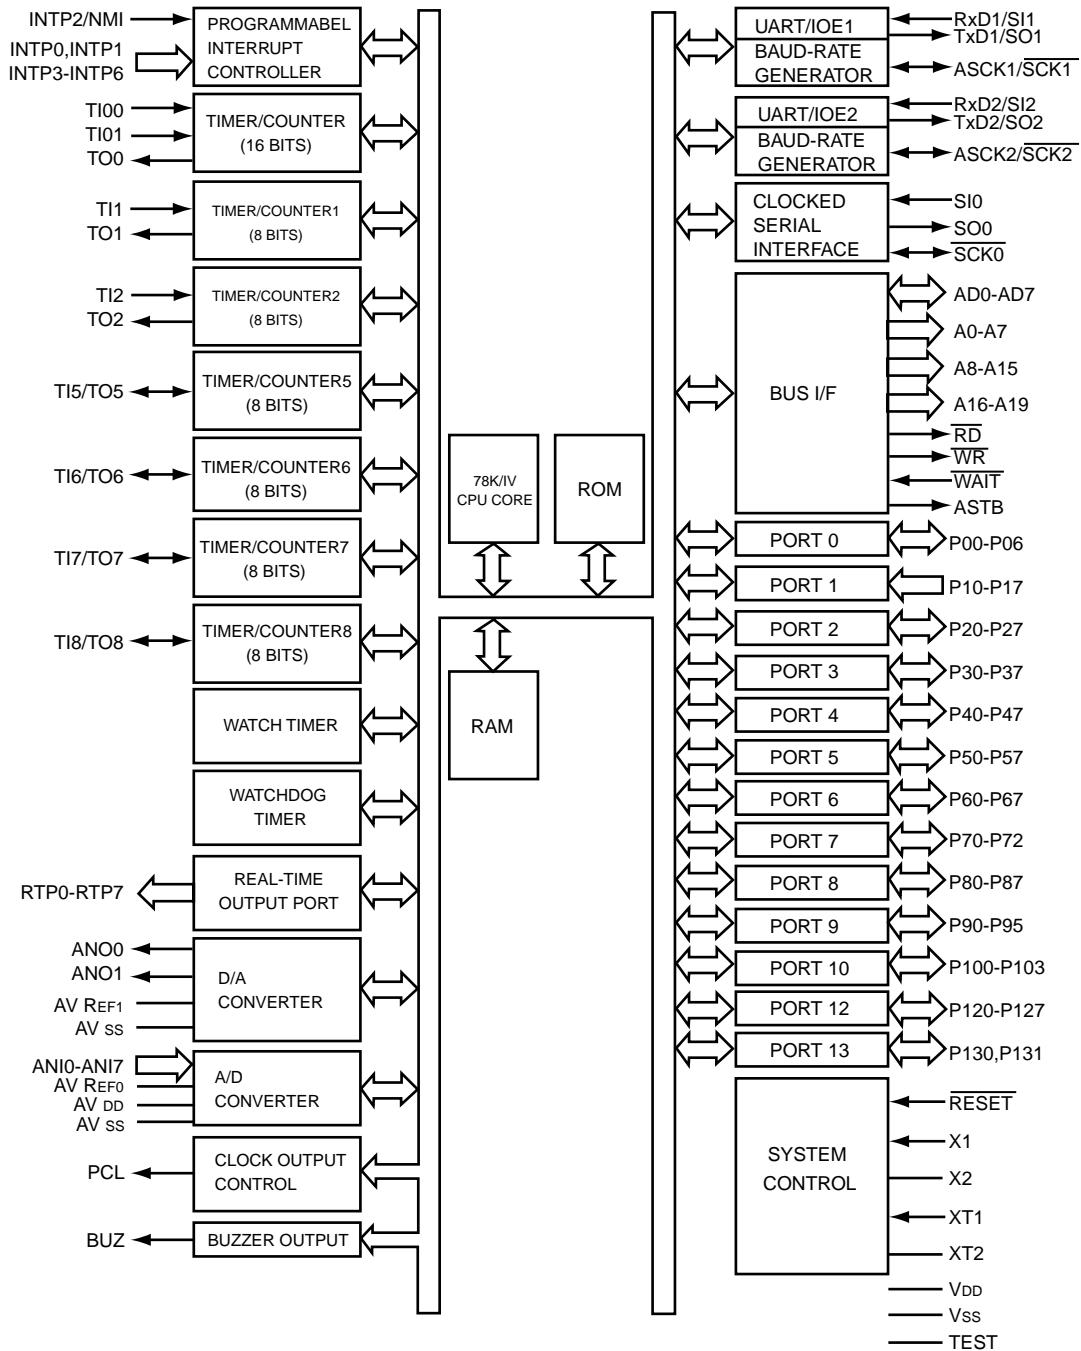 INTP2/NMI
INTP0,INTP1
INTP3-INTP6
PROGRAMMABEL
INTERRUPT
CONTROLLER
TI00
TI01
TO0
TIMER/COUNTER
(16 BITS)
TI1
TO1
TIMER/COUNTER1
(8 BITS)
TI2
TO2
TIMER/COUNTER2
(8 BITS)
TI5/TO5
TIMER/COUNTER5
(8 BITS)
TI6/TO6
TIMER/COUNTER6
(8 BITS)
TI7/TO7
TIMER/COUNTER7
(8 BITS)
TI8/TO8
TIMER/COUNTER8
(8 BITS)
WATCH TIMER
WATCHDOG
TIMER
RTP0-RTP7
REAL-TIME
OUTPUT PORT
ANO0
ANO1
AV REF1
AV SS
D/A
CONVERTER
ANI0-ANI7
AV REF0
AV DD
AV SS
A/D
CONVERTER
PCL
CLOCK OUTPUT
CONTROL
BUZ
BUZZER OUTPUT
78K/IV
CPU CORE
ROM
RAM
UART/IOE1
BAUD-RATE
GENERATOR
RxD1/SI1
TxD1/SO1
ASCK1/SCK1
UART/IOE2
BAUD-RATE
GENERATOR
RxD2/SI2
TxD2/SO2
ASCK2/SCK2
CLOCKED
SERIAL
INTERFACE
SI0
SO0
SCK0
BUS I/F
AD0-AD7
A0-A7
A8-A15
A16-A19
RD
WR
WAIT
ASTB
PORT 0
P00-P06
PORT 1
P10-P17
PORT 2
P20-P27
PORT 3
P30-P37
PORT 4
P40-P47
PORT 5
P50-P57
PORT 6
P60-P67
PORT 7
P70-P72
PORT 8
P80-P87
PORT 9
P90-P95
PORT 10
P100-P103
PORT 12
P120-P127
PORT 13
P130,P131
SYSTEM
CONTROL
RESET
X1
X2
XT1
XT2
VDD
VSS
TEST